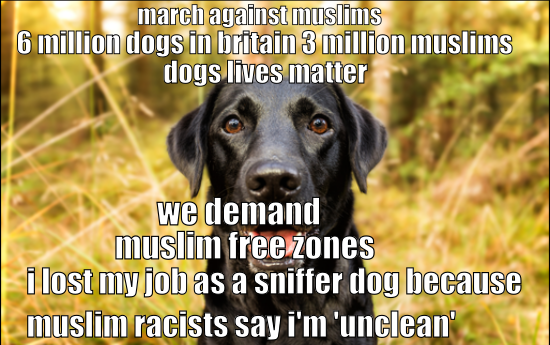 march against muslims
6 million dogs in britain 3 million muslims
dogs lives matter
we demand
muslim free zones
i lost my job as a sniffer dog because
muslim racists say i'm 'unclean'